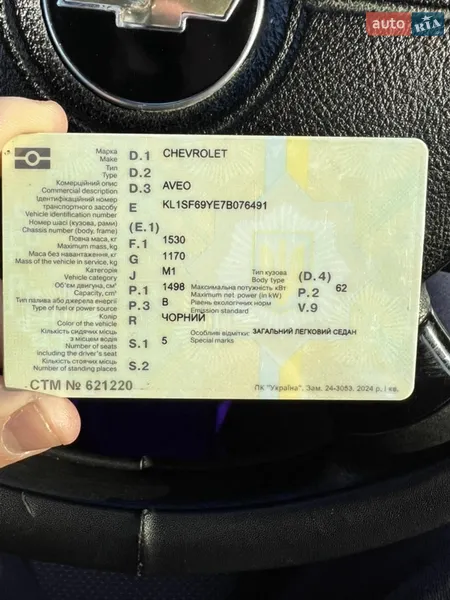 auto RIA
Марка D.1 CHEVROLET
Make
Тип D.2
Type
Комерційний опис D.3 AVEO
Commercial description
Ідентифікаційний номер
транспортного засобу E KL1SF69YE7B076491
Vehicle identification number
Номер шасі (кузова, рами) (E.1)
Chassis number (body, frame)
Повна маса, кг F.1 1530
Maximum mass, kg
Маса без навантаження, кг G 1170
Mass of the vehicle in service, kg
Категорія J M1 Тип кузова (D.4)
Vehicle category Body type
Об'єм двигуна, см³ P.1 1498 Максимальна потужність кВт P.2 62
Capacity, cm³ Maximum net power (in kW)
Тип палива або джерела енергії P.3 B Рівень екологічних норм V.9
Type of fuel or power source Emission standard
Колір R ЧОРНИЙ
Color of the vehicle
Кількість сидячих місць
з місцем водія S.1 5 Особливі відмітки: ЗАГАЛЬНИЙ ЛЕГКОВИЙ СЕДАН
Number of seats Special marks
including the driver's seat
Кількість стоячих місць S.2
Number of standing places
СТМ № 621220 ПК "Україна". Зам. 24-3053. 2024 р. І кв.